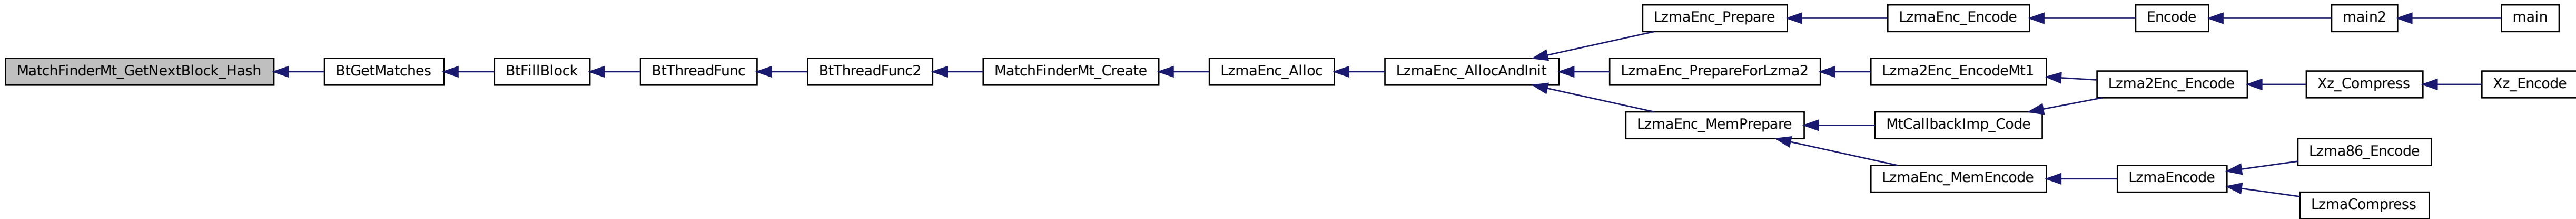 MatchFinderMt_GetNextBlock_Hash
BtGetMatches
BtFillBlock
BtThreadFunc
BtThreadFunc2
MatchFinderMt_Create
LzmaEnc_Alloc
LzmaEnc_AllocAndInit
LzmaEnc_Prepare
LzmaEnc_Encode
Encode
main2
main
LzmaEnc_PrepareForLzma2
Lzma2Enc_EncodeMt1
Lzma2Enc_Encode
Xz_Compress
Xz_Encode
LzmaEnc_MemPrepare
MtCallbackImp_Code
LzmaEnc_MemEncode
LzmaEncode
Lzma86_Encode
LzmaCompress